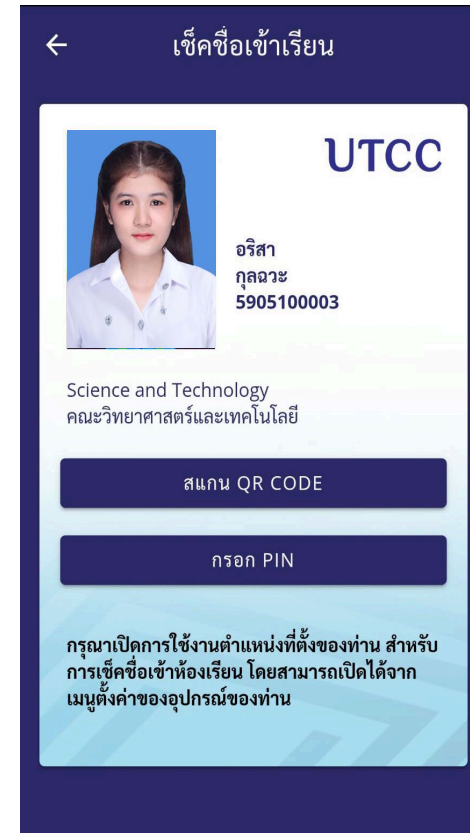 เช็คชื่อเข้าเรียน
UTCC
อริสา
กุลฉวะ
5905100003
Science and Technology
คณะวิทยาศาสตร์และเทคโนโลยี
สแกน QR CODE
กรอก PIN
กรุณาเปิดการใช้งานตำแหน่งที่ตั้งของท่าน สำหรับ
การเช็คชื่อเข้าห้องเรียน โดยสามารถเปิดได้จาก
เมนูตั้งค่าของอุปกรณ์ของท่าน